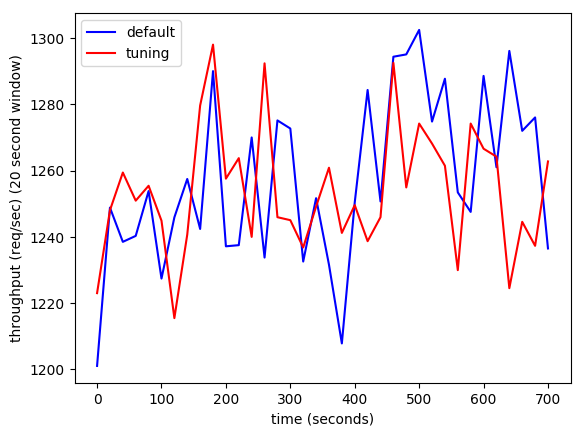 default
tuning
throughput (req/sec) (20 second window)
1300
1280
1260
1240
1220
1200
0 100 200 300 400 500 600 700
time (seconds)